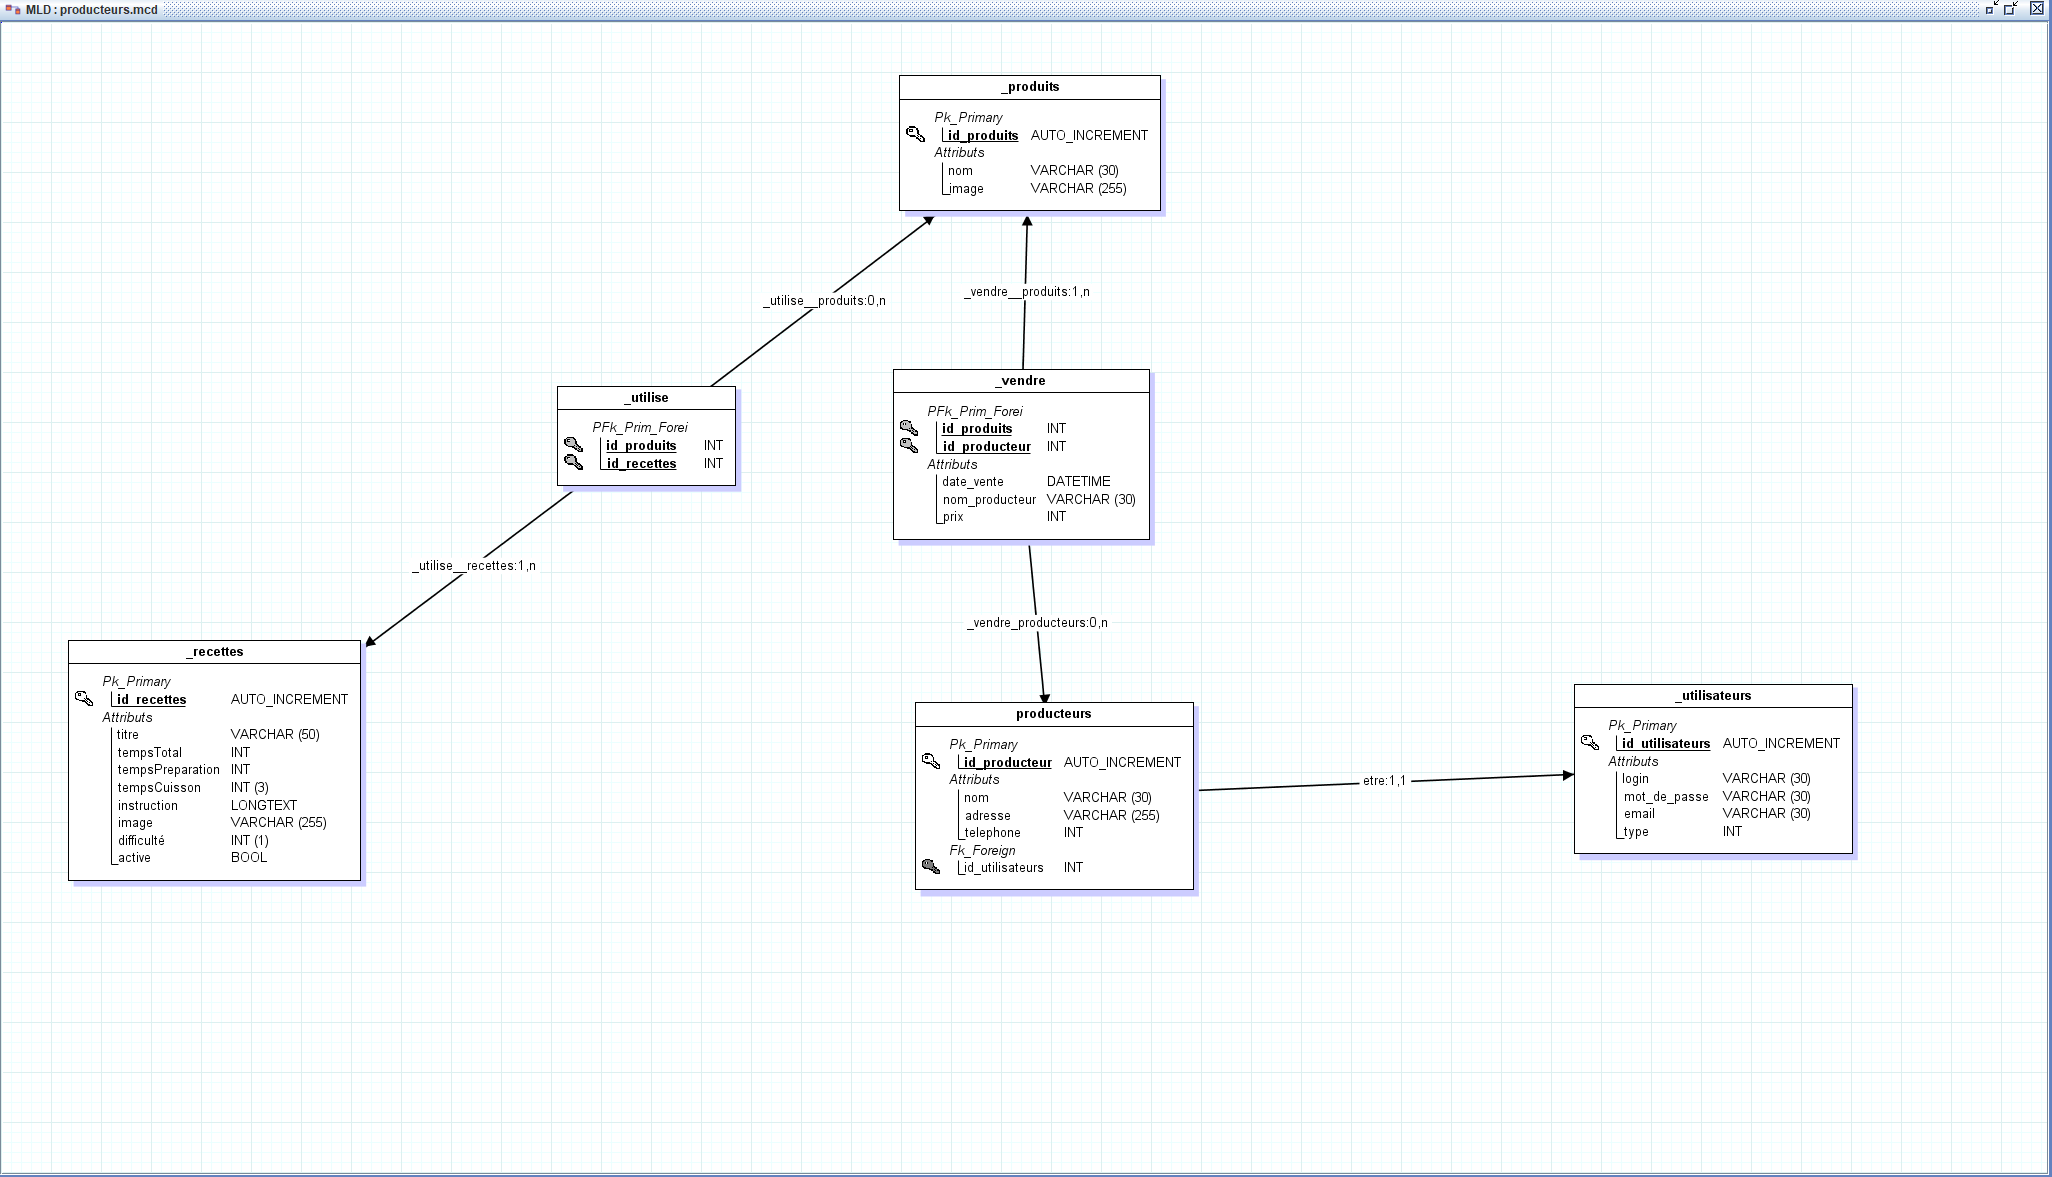 MLD : producteurs.mcd
_produits
Pk_Primary
id_produits AUTO_INCREMENT
Attributs
nom VARCHAR (30)
image VARCHAR (255)
_utilise__produits:0,n
_vendre__produits:1,n
_utilise
PFk_Prim_Forei
id_produits INT
id_recettes INT
_vendre
PFk_Prim_Forei
id_produits INT
id_producteur INT
Attributs
date_vente DATETIME
nom_producteur VARCHAR (30)
prix INT
_utilise__recettes:1,n
_vendre_producteurs:0,n
_recettes
Pk_Primary
id_recettes AUTO_INCREMENT
Attributs
titre VARCHAR (50)
tempsTotal INT
tempsPreparation INT
tempsCuisson INT (3)
instruction LONGTEXT
image VARCHAR (255)
difficulté INT (1)
active BOOL
producteurs
Pk_Primary
id_producteur AUTO_INCREMENT
Attributs
nom VARCHAR (30)
adresse VARCHAR (255)
telephone INT
Fk_Foreign
id_utilisateurs INT
etre:1,1
_utilisateurs
Pk_Primary
id_utilisateurs AUTO_INCREMENT
Attributs
login VARCHAR (30)
mot_de_passe VARCHAR (30)
email VARCHAR (30)
type INT